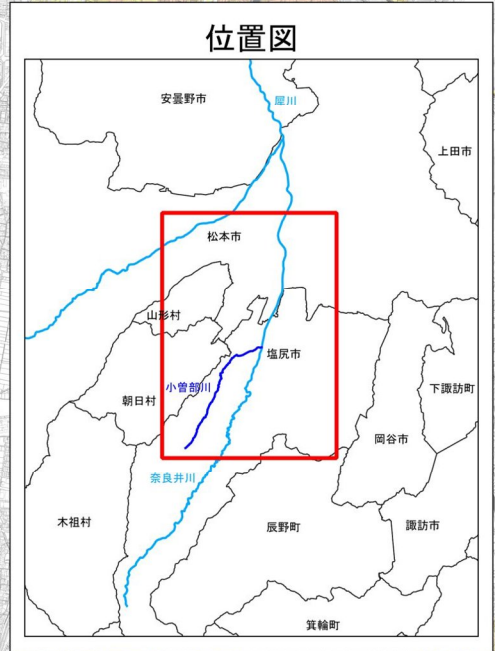 位置図
安曇野市
犀川
上田市
松本市
山形村
塩尻市
小曽部川
朝日村
下諏訪町
岡谷市
奈良井川
木祖村
辰野町
諏訪市
箕輪町